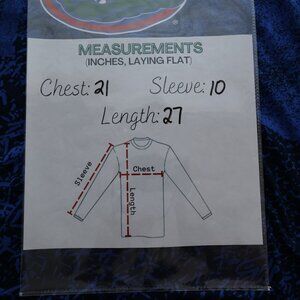 MEASUREMENTS
(INCHES, LAYING FLAT)
Chest: 21 Sleeve: 10
Length: 27
Sleeve
Chest
Length